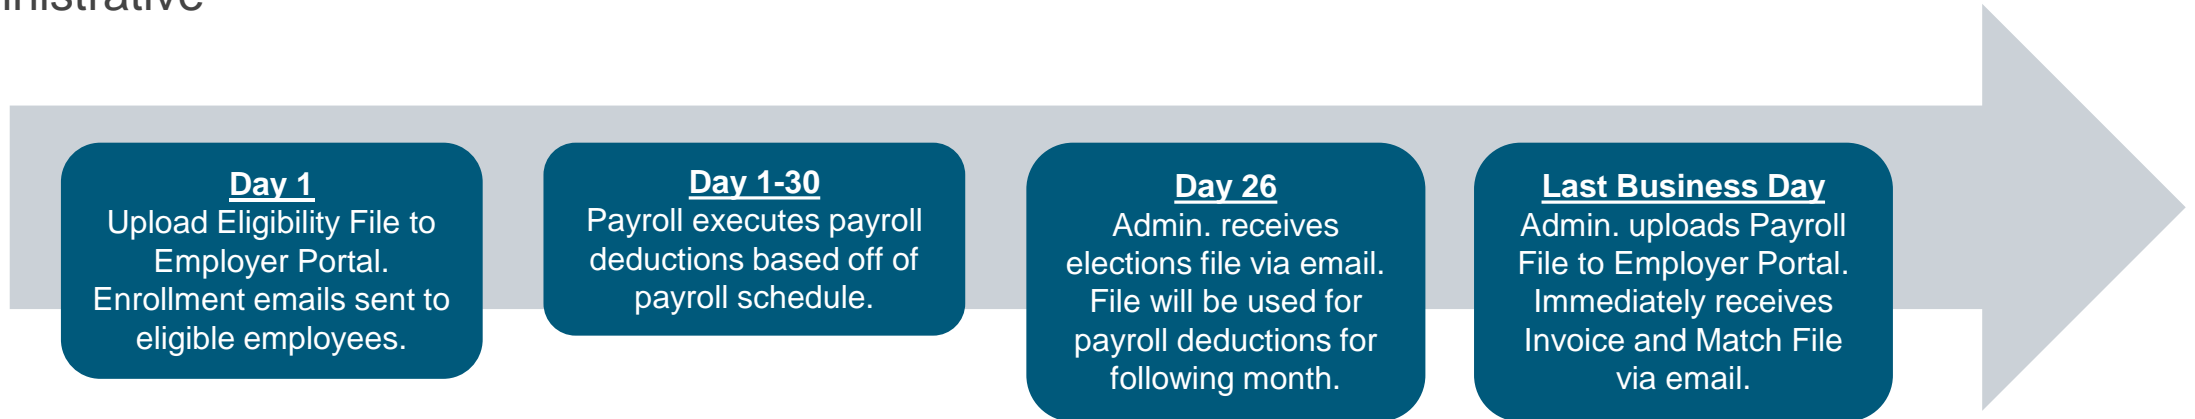 Day 1
Upload Eligibility File to
Employer Portal.
Enrollment emails sent to
eligible employees.
Day 1-30
Payroll executes payroll
deductions based off of
payroll schedule.
Day 26
Admin. receives
elections file via email.
File will be used for
payroll deductions for
following month.
Last Business Day
Admin. uploads Payroll
File to Employer Portal.
Immediately receives
Invoice and Match File
via email.